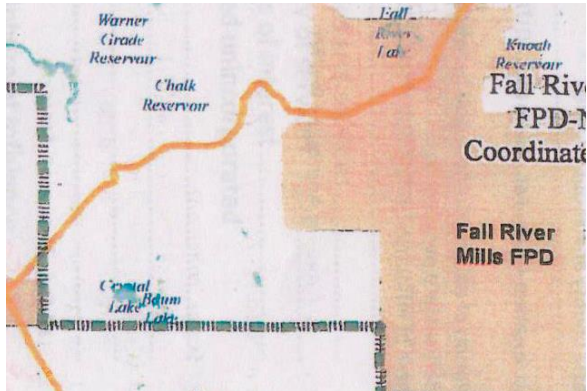 Warner
Grade
Reservoir
Chalk
Reservoir
Fall
River
Lake
Knoah
Reservoir
Fall Rive
FPD-N
Coordinate
Fall River
Mills FPD
Crystal
Lake
Baum
Lake